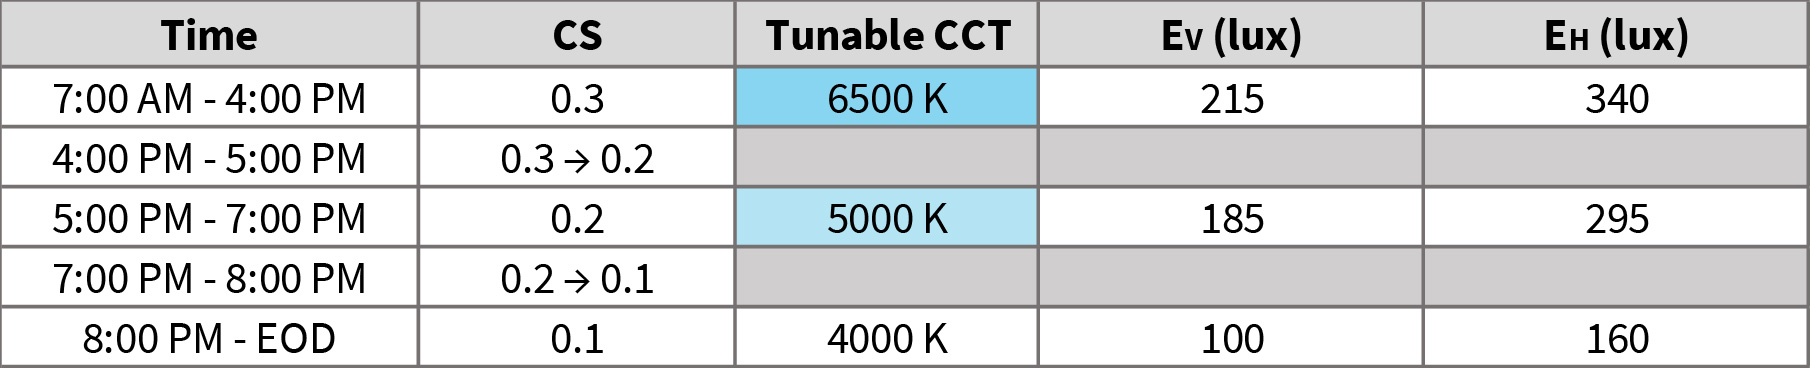 Time CS Tunable CCT EV (lux) EH (lux)
7:00 AM - 4:00 PM 0.3 6500 K 215 340
4:00 PM - 5:00 PM 0.3 → 0.2
5:00 PM - 7:00 PM 0.2 5000 K 185 295
7:00 PM - 8:00 PM 0.2 → 0.1
8:00 PM - EOD 0.1 4000 K 100 160